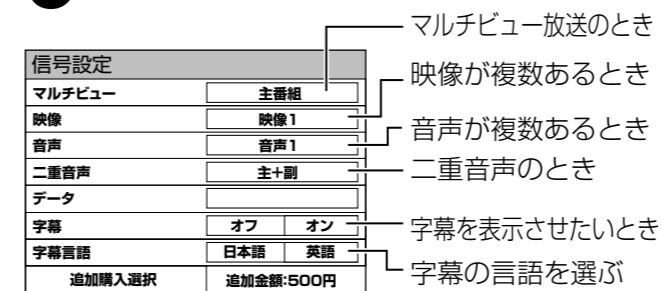 信号設定
マルチビュー 主番組
映像 映像1
音声 音声1
二重音声 主+副
データ
字幕 オフ オン
字幕言語 日本語 英語
追加購入選択 追加金額:500円
マルチビュー放送のとき
映像が複数あるとき
音声が複数あるとき
二重音声のとき
字幕を表示させたいとき
字幕の言語を選ぶ